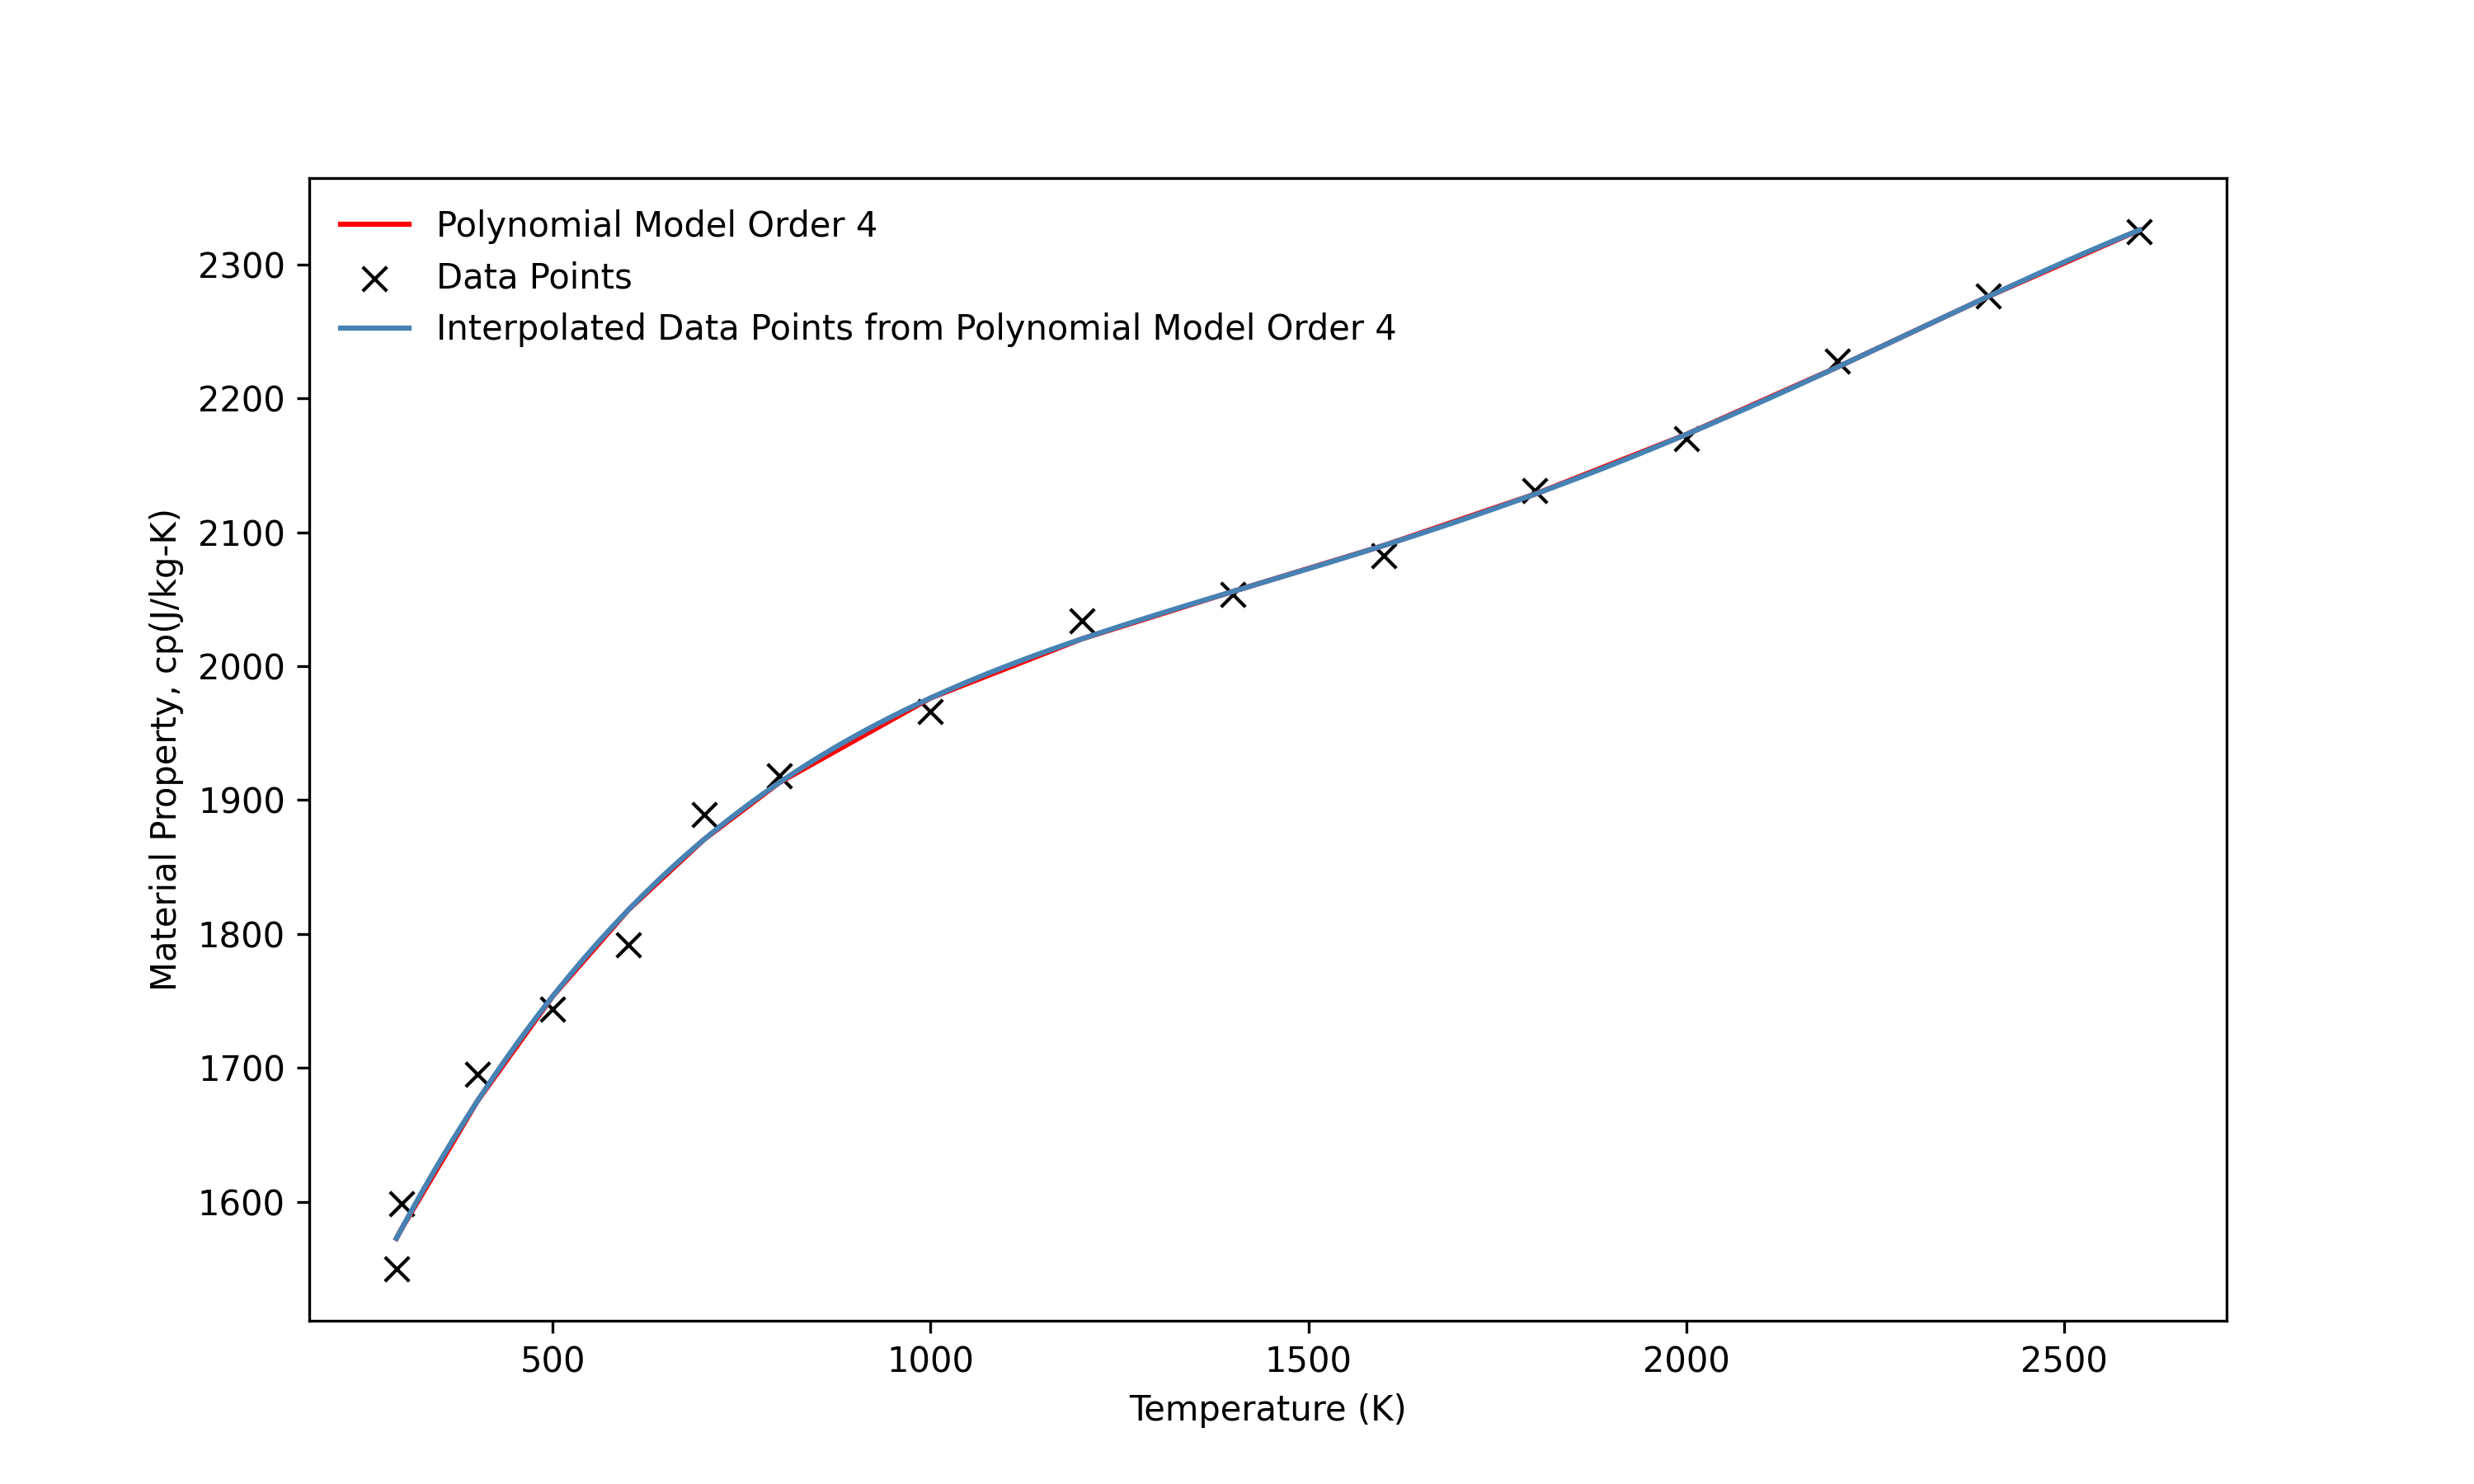 Polynomial Model Order 4
Data Points
Interpolated Data Points from Polynomial Model Order 4
Material Property, cp(J/kg-K)
2300
2200
2100
2000
1900
1800
1700
1600
500 1000 1500 2000 2500
Temperature (K)